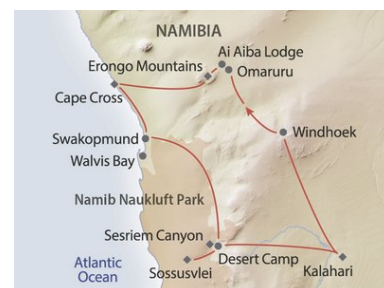 NAMIBIA
Ai Aiba Lodge
Erongo Mountains
Omaruru
Cape Cross
Windhoek
Swakopmund
Walvis Bay
Namib Naukluft Park
Sesriem Canyon
Desert Camp
Atlantic
Ocean
Sossusvlei
Kalahari